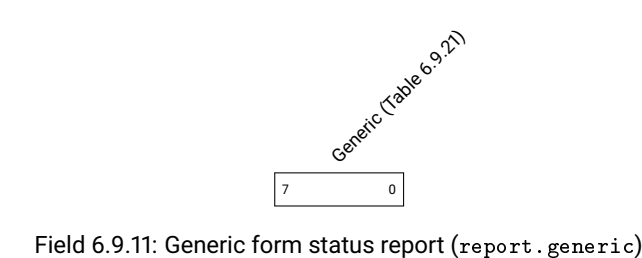 Generic (Table 6.9.21)
7 0
Field 6.9.11: Generic form status report (report.generic)